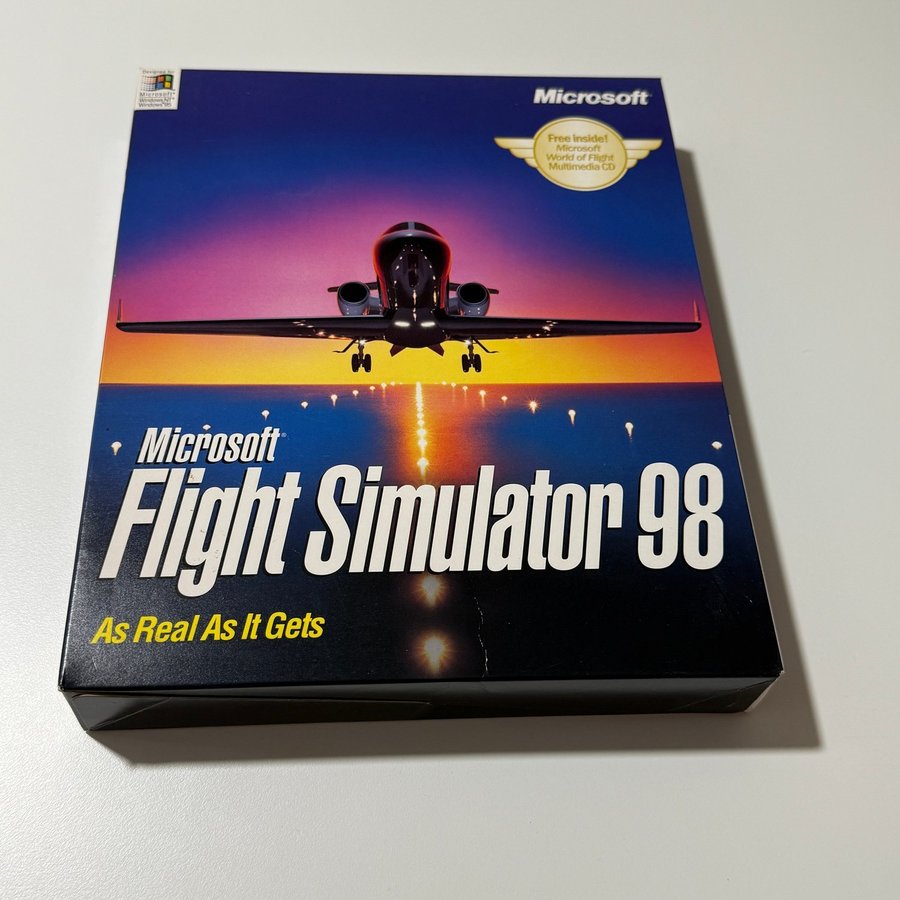 Designed for
Microsoft®
Windows NT®
Windows®95
Microsoft
Free inside!
Microsoft
World of Flight
Multimedia CD
Microsoft®
Flight Simulator 98
As Real As It Gets